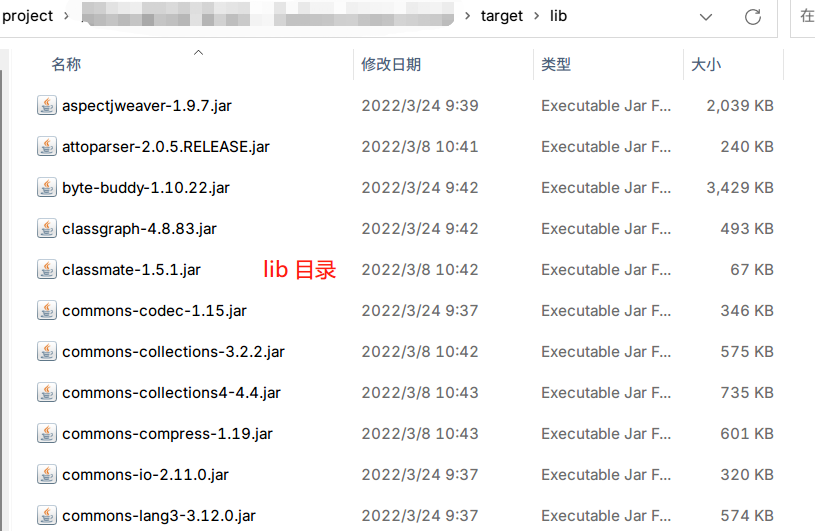 project > > target > lib 在
名称 修改日期 类型 大小
aspectjweaver-1.9.7.jar 2022/3/24 9:39 Executable Jar F... 2,039 KB
attoparser-2.0.5.RELEASE.jar 2022/3/8 10:41 Executable Jar F... 240 KB
byte-buddy-1.10.22.jar 2022/3/24 9:42 Executable Jar F... 3,429 KB
classgraph-4.8.83.jar 2022/3/24 9:42 Executable Jar F... 493 KB
classmate-1.5.1.jar lib 目录 2022/3/8 10:42 Executable Jar F... 67 KB
commons-codec-1.15.jar 2022/3/24 9:37 Executable Jar F... 346 KB
commons-collections-3.2.2.jar 2022/3/8 10:42 Executable Jar F... 575 KB
commons-collections4-4.4.jar 2022/3/8 10:43 Executable Jar F... 735 KB
commons-compress-1.19.jar 2022/3/8 10:43 Executable Jar F... 601 KB
commons-io-2.11.0.jar 2022/3/24 9:37 Executable Jar F... 320 KB
commons-lang3-3.12.0.jar 2022/3/24 9:37 Executable Jar F... 574 KB